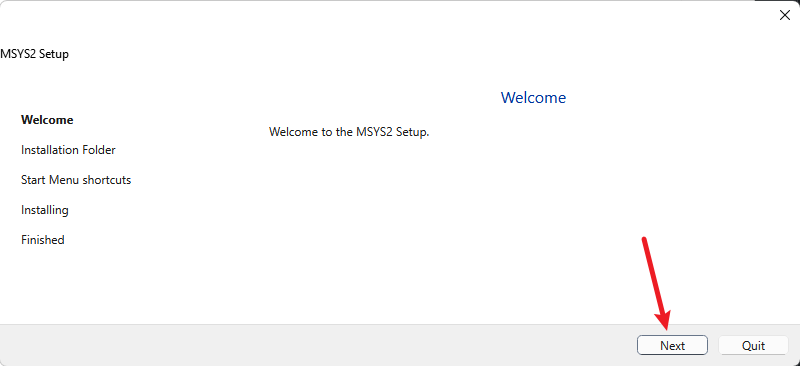 MSYS2 Setup
Welcome
Welcome
Welcome to the MSYS2 Setup.
Installation Folder
Start Menu shortcuts
Installing
Finished
Next
Quit